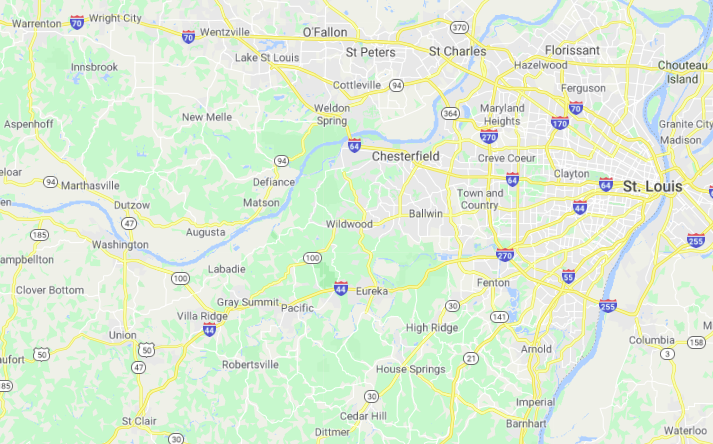 370
Warrenton
70
Wright City
70
Wentzville
O'Fallon
St Peters
St Charles
Florissant
Innsbrook
Lake St Louis
Hazelwood
Chouteau
Island
Cottleville
94
Ferguson
Weldon
Spring
New Melle
364
Maryland
Heights
70
170
270
Aspenhoff
Granite City
Madison
64
Chesterfield
Creve Coeur
94
Clayton
64
64
St. Louis
94
Marthasville
Defiance
Matson
Town and
Country
44
Dutzow
47
Augusta
Wildwood
Ballwin
185
Washington
255
270
100
Labadie
100
55
Clover Bottom
Gray Summit
44
Eureka
Fenton
Pacific
30
255
Villa Ridge
44
141
High Ridge
Union
50
50
47
Arnold
Columbia
158
3
21
Robertsville
House Springs
30
Imperial
St Clair
Cedar Hill
Barnhart
30
Dittmer
Waterloo